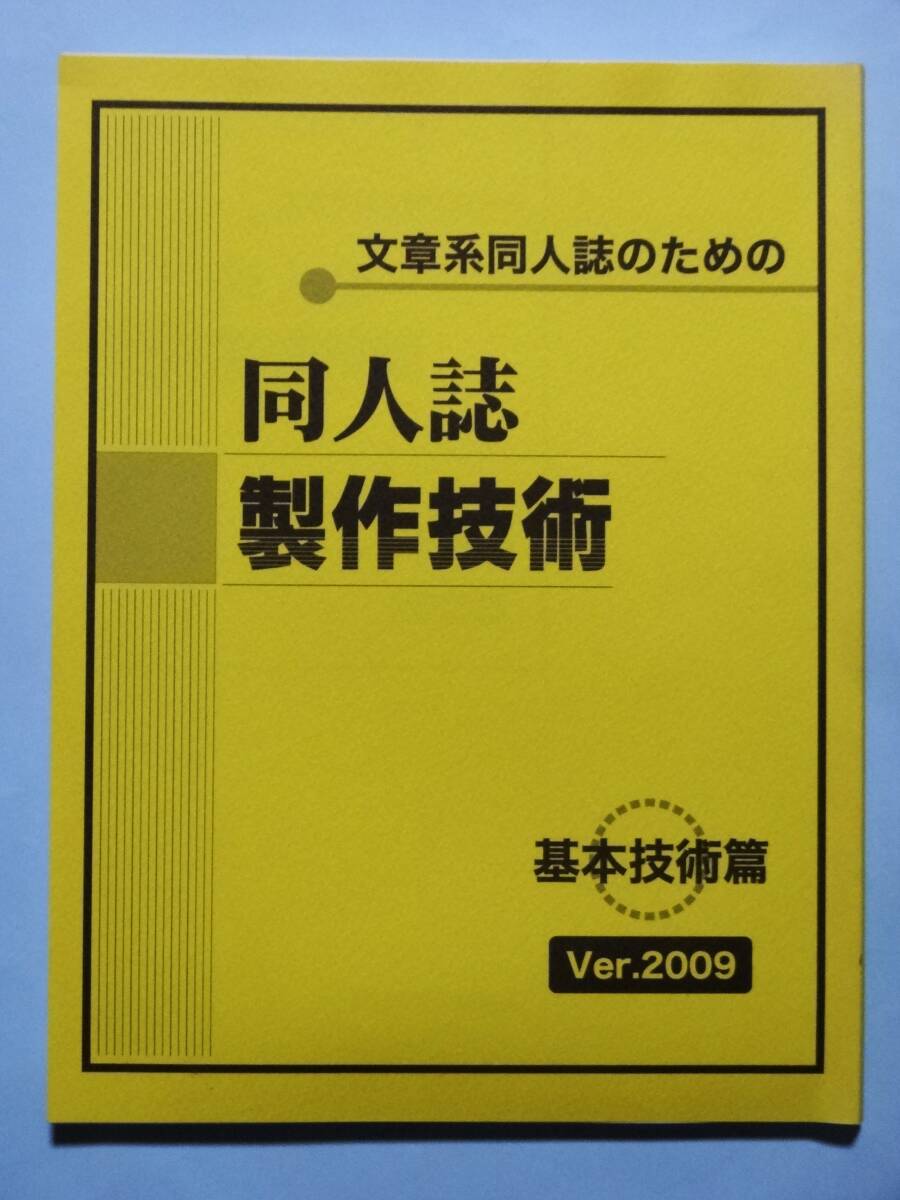 文章系同人誌のための
同人誌
製作技術
基本技術篇
Ver.2009